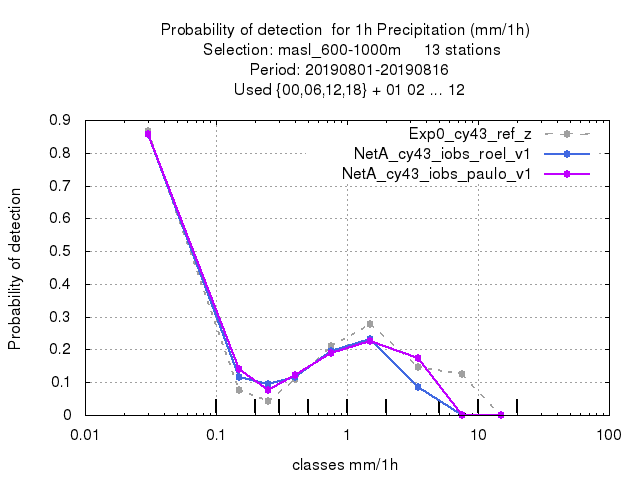 Probability of detection  for 1h Precipitation (mm/1h)
Selection: masl_600-1000m     13 stations
Period: 20190801-20190816
Used {00,06,12,18} + 01 02 ... 12
Exp0_cy43_ref_z
NetA_cy43_iobs_roel_v1
NetA_cy43_iobs_paulo_v1
Probability of detection
0.9
0.8
0.7
0.6
0.5
0.4
0.3
0.2
0.1
0
0.01 0.1 1 10 100
classes mm/1h